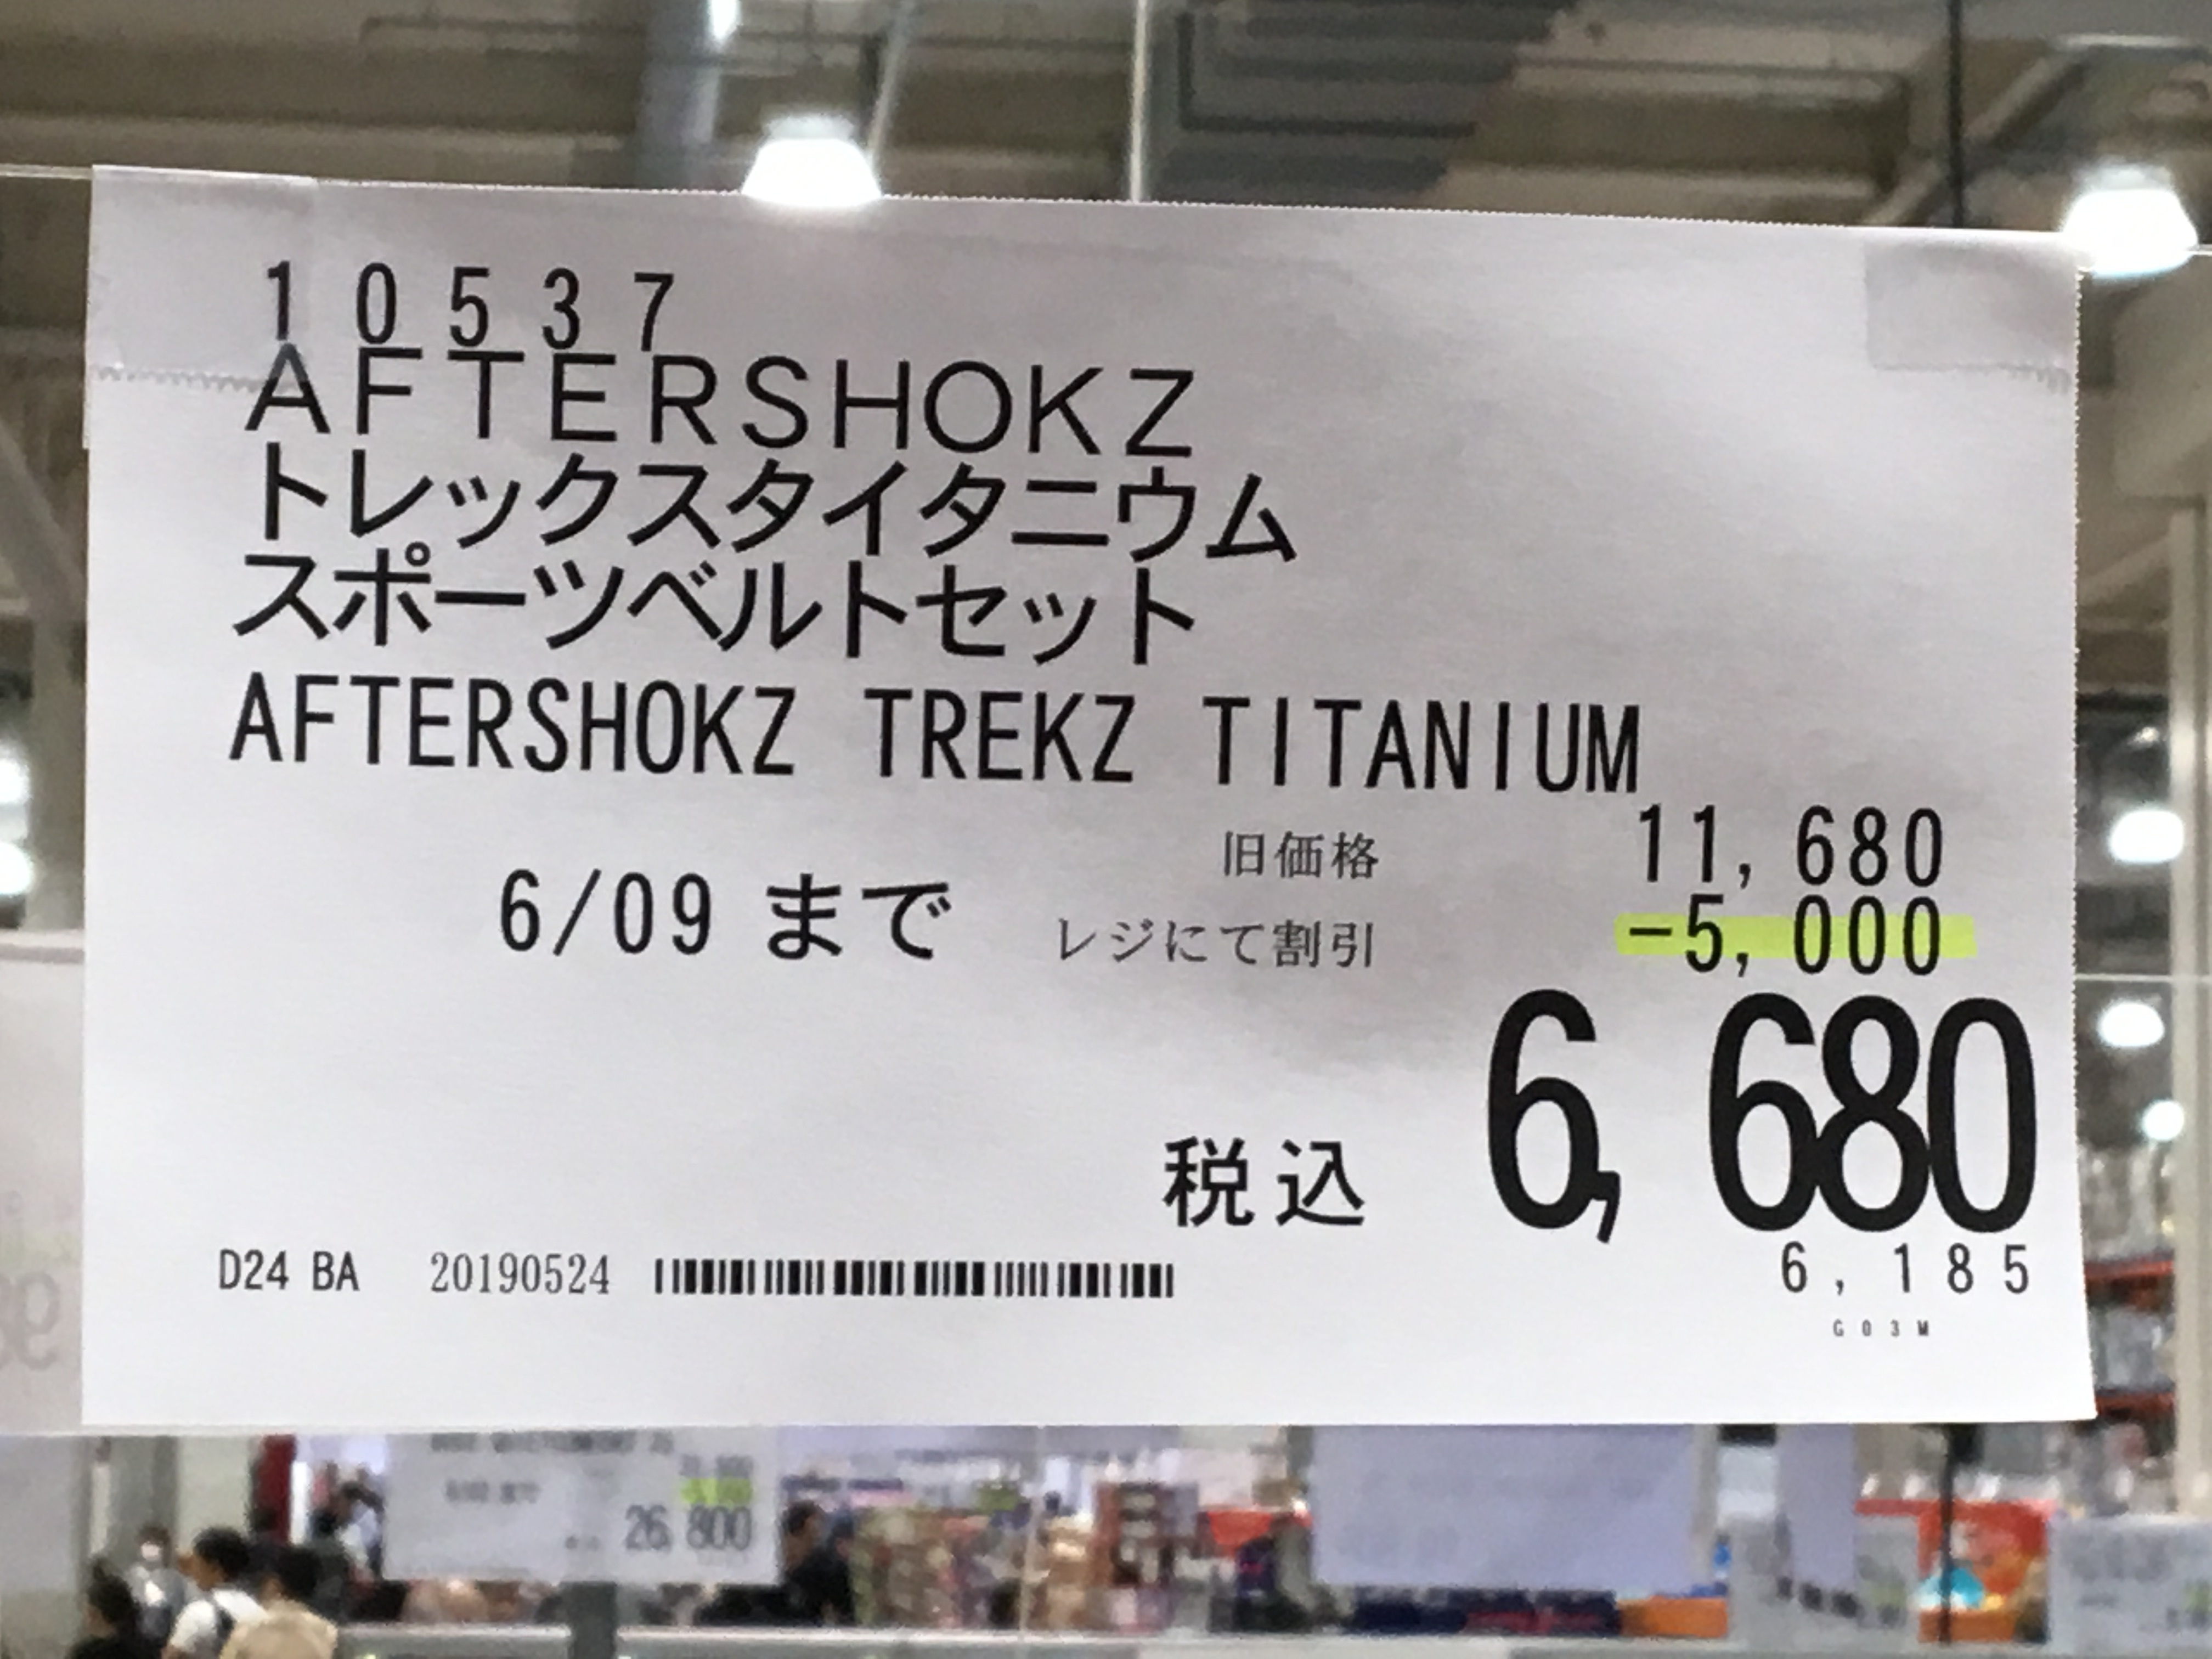 10537
AFTERSHOKZ
トレックスタイタニウム
スポーツベルトセット
AFTERSHOKZ TREKZ TITANIUM
旧価格 11,680
6/09 まで レジにて割引 -5,000
税込 6,680
D24 BA 20190524 6,185
G03M
26,800